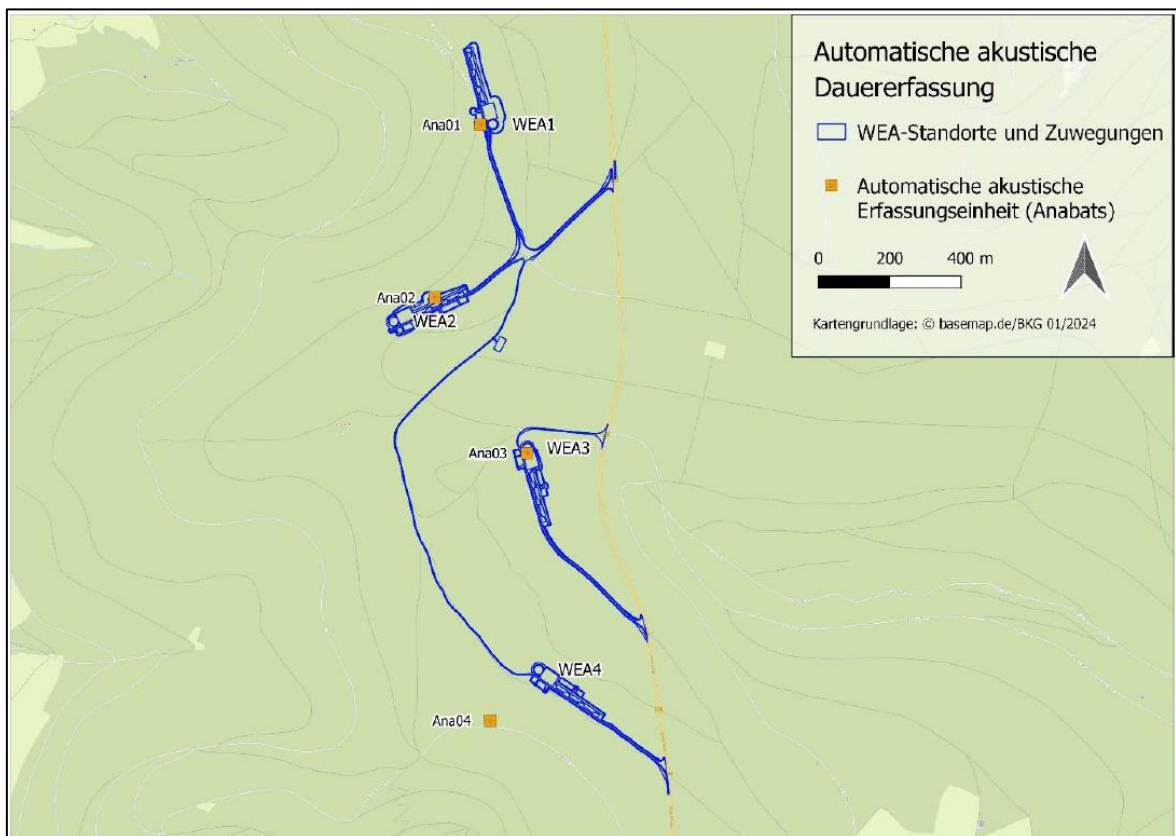 Automatische akustische
Dauererfassung
WEA-Standorte und Zuwegungen
Automatische akustische
Erfassungseinheit (Anabats)
0 200 400 m
Kartengrundlage: © basemap.de/BKG 01/2024
Ana01
WEA1
Ana02
WEA2
Ana03
WEA3
WEA4
Ana04